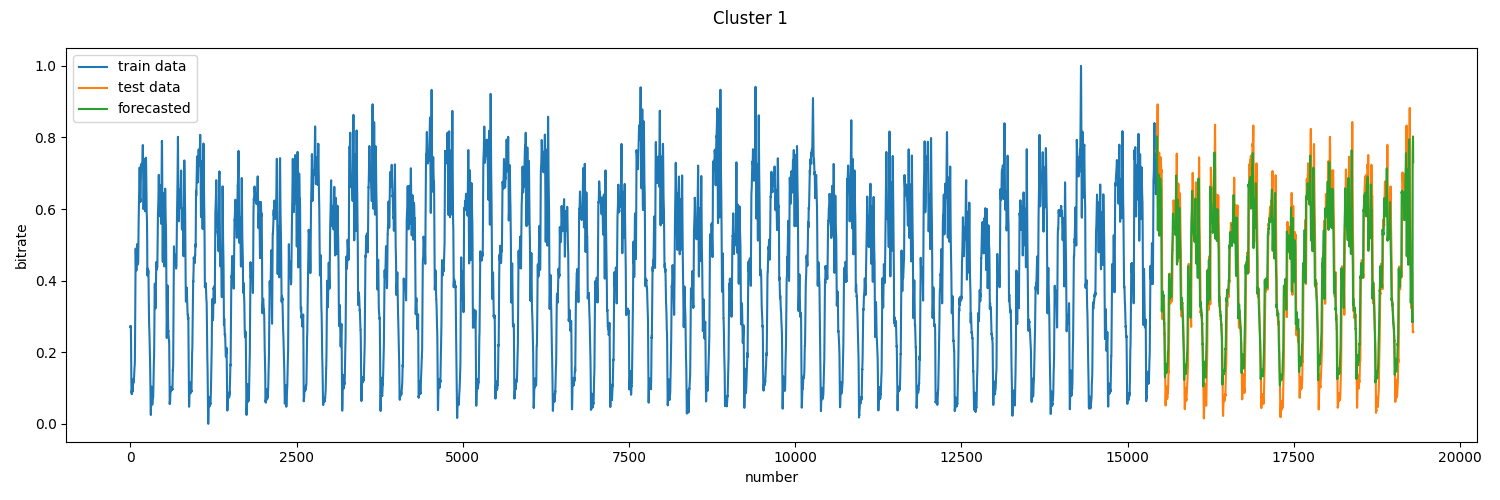 Cluster 1
train data
test data
forecasted
1.0
0.8
0.6
0.4
0.2
0.0
bitrate
0 2500 5000 7500 10000 12500 15000 17500 20000
number